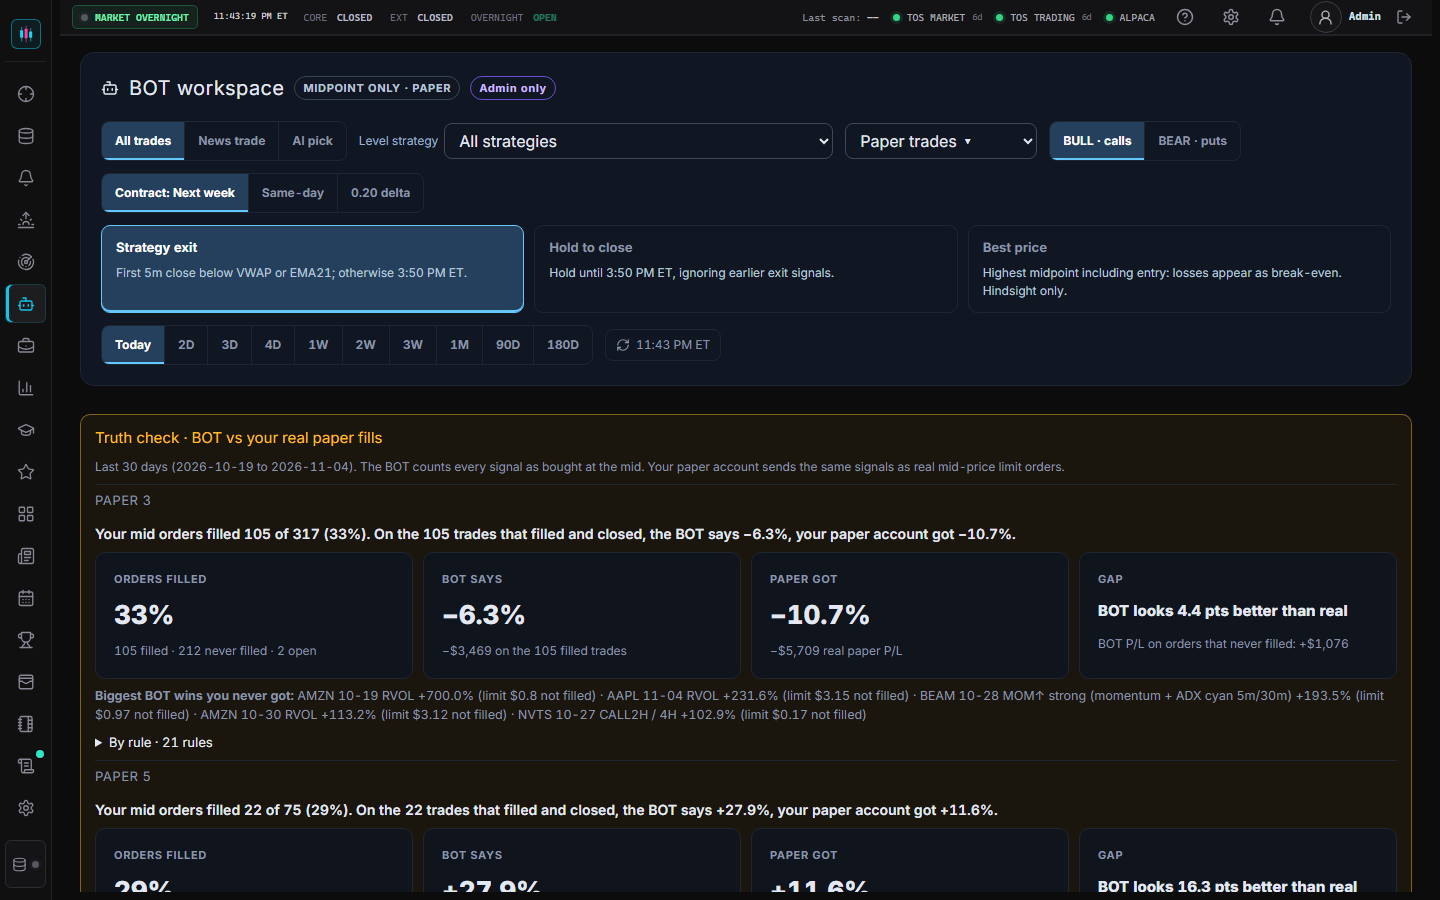 MARKET OVERNIGHT 11:43:19 PM ET CORE CLOSED EXT CLOSED OVERNIGHT OPEN Last scan: —— TOS MARKET 6d TOS TRADING 6d ALPACA Admin
BOT workspace MIDPOINT ONLY · PAPER Admin only
All trades News trade AI pick Level strategy All strategies Paper trades ▾ BULL · calls BEAR · puts
Contract: Next week Same-day 0.20 delta
Strategy exit
First 5m close below VWAP or EMA21; otherwise 3:50 PM ET.
Hold to close
Hold until 3:50 PM ET, ignoring earlier exit signals.
Best price
Highest midpoint including entry: losses appear as break-even.
Hindsight only.
Today 2D 3D 4D 1W 2W 3W 1M 90D 180D 11:43 PM ET
Truth check · BOT vs your real paper fills
Last 30 days (2026-10-19 to 2026-11-04). The BOT counts every signal as bought at the mid. Your paper account sends the same signals as real mid-price limit orders.
PAPER 3
Your mid orders filled 105 of 317 (33%). On the 105 trades that filled and closed, the BOT says −6.3%, your paper account got −10.7%.
ORDERS FILLED
33%
105 filled · 212 never filled · 2 open
BOT SAYS
−6.3%
−$3,469 on the 105 filled trades
PAPER GOT
−10.7%
−$5,709 real paper P/L
GAP
BOT looks 4.4 pts better than real
BOT P/L on orders that never filled: +$1,076
Biggest BOT wins you never got: AMZN 10-19 RVOL +700.0% (limit $0.8 not filled) · AAPL 11-04 RVOL +231.6% (limit $3.15 not filled) · BEAM 10-28 MOM↑ strong (momentum + ADX cyan 5m/30m) +193.5% (limit
$0.97 not filled) · AMZN 10-30 RVOL +113.2% (limit $3.12 not filled) · NVTS 10-27 CALL2H / 4H +102.9% (limit $0.17 not filled)
▶ By rule · 21 rules
PAPER 5
Your mid orders filled 22 of 75 (29%). On the 22 trades that filled and closed, the BOT says +27.9%, your paper account got +11.6%.
ORDERS FILLED
29%
BOT SAYS
+27.9%
PAPER GOT
+11.6%
GAP
BOT looks 16.3 pts better than real